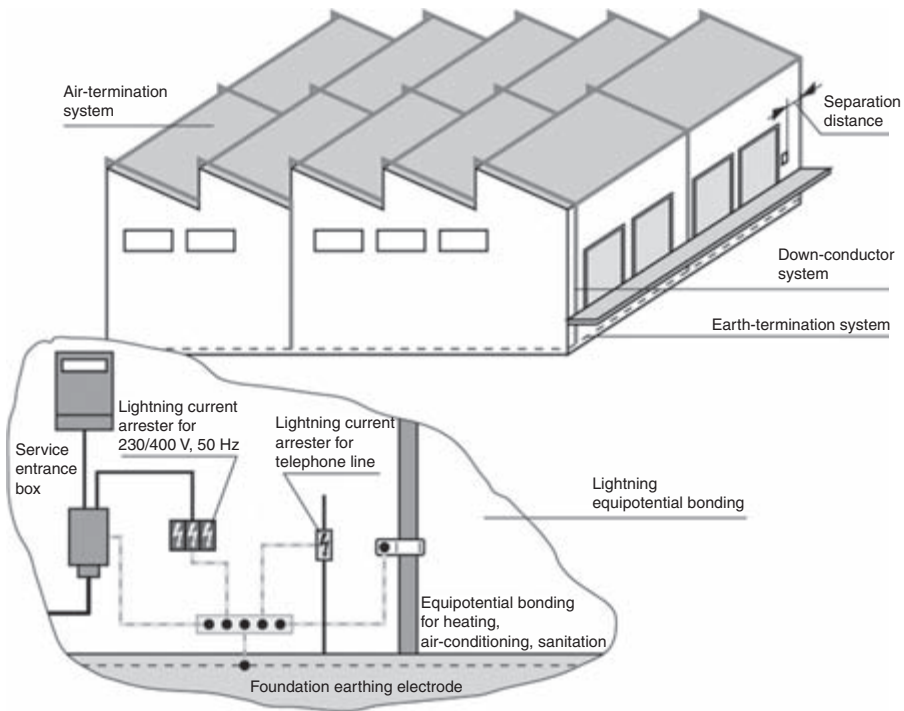 Air-termination
system
Separation
distance
Down-conductor
system
Earth-termination system
Lightning current
arrester for
230/400 V, 50 Hz
Lightning current
arrester for
telephone line
Service
entrance
box
Lightning
equipotential bonding
Equipotential bonding
for heating,
air-conditioning, sanitation
Foundation earthing electrode